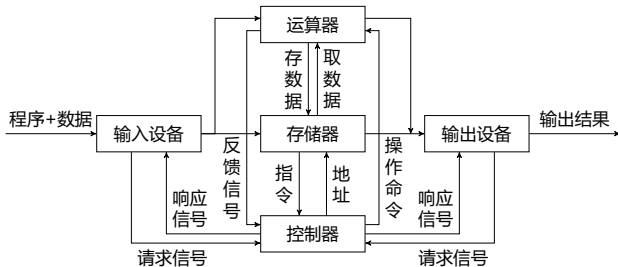 运算器
存数据
取数据
程序+数据
输入设备
存储器
输出设备
输出结果
反馈信号
指令
地址
操作命令
响应
信号
响应
信号
控制器
请求信号
请求信号